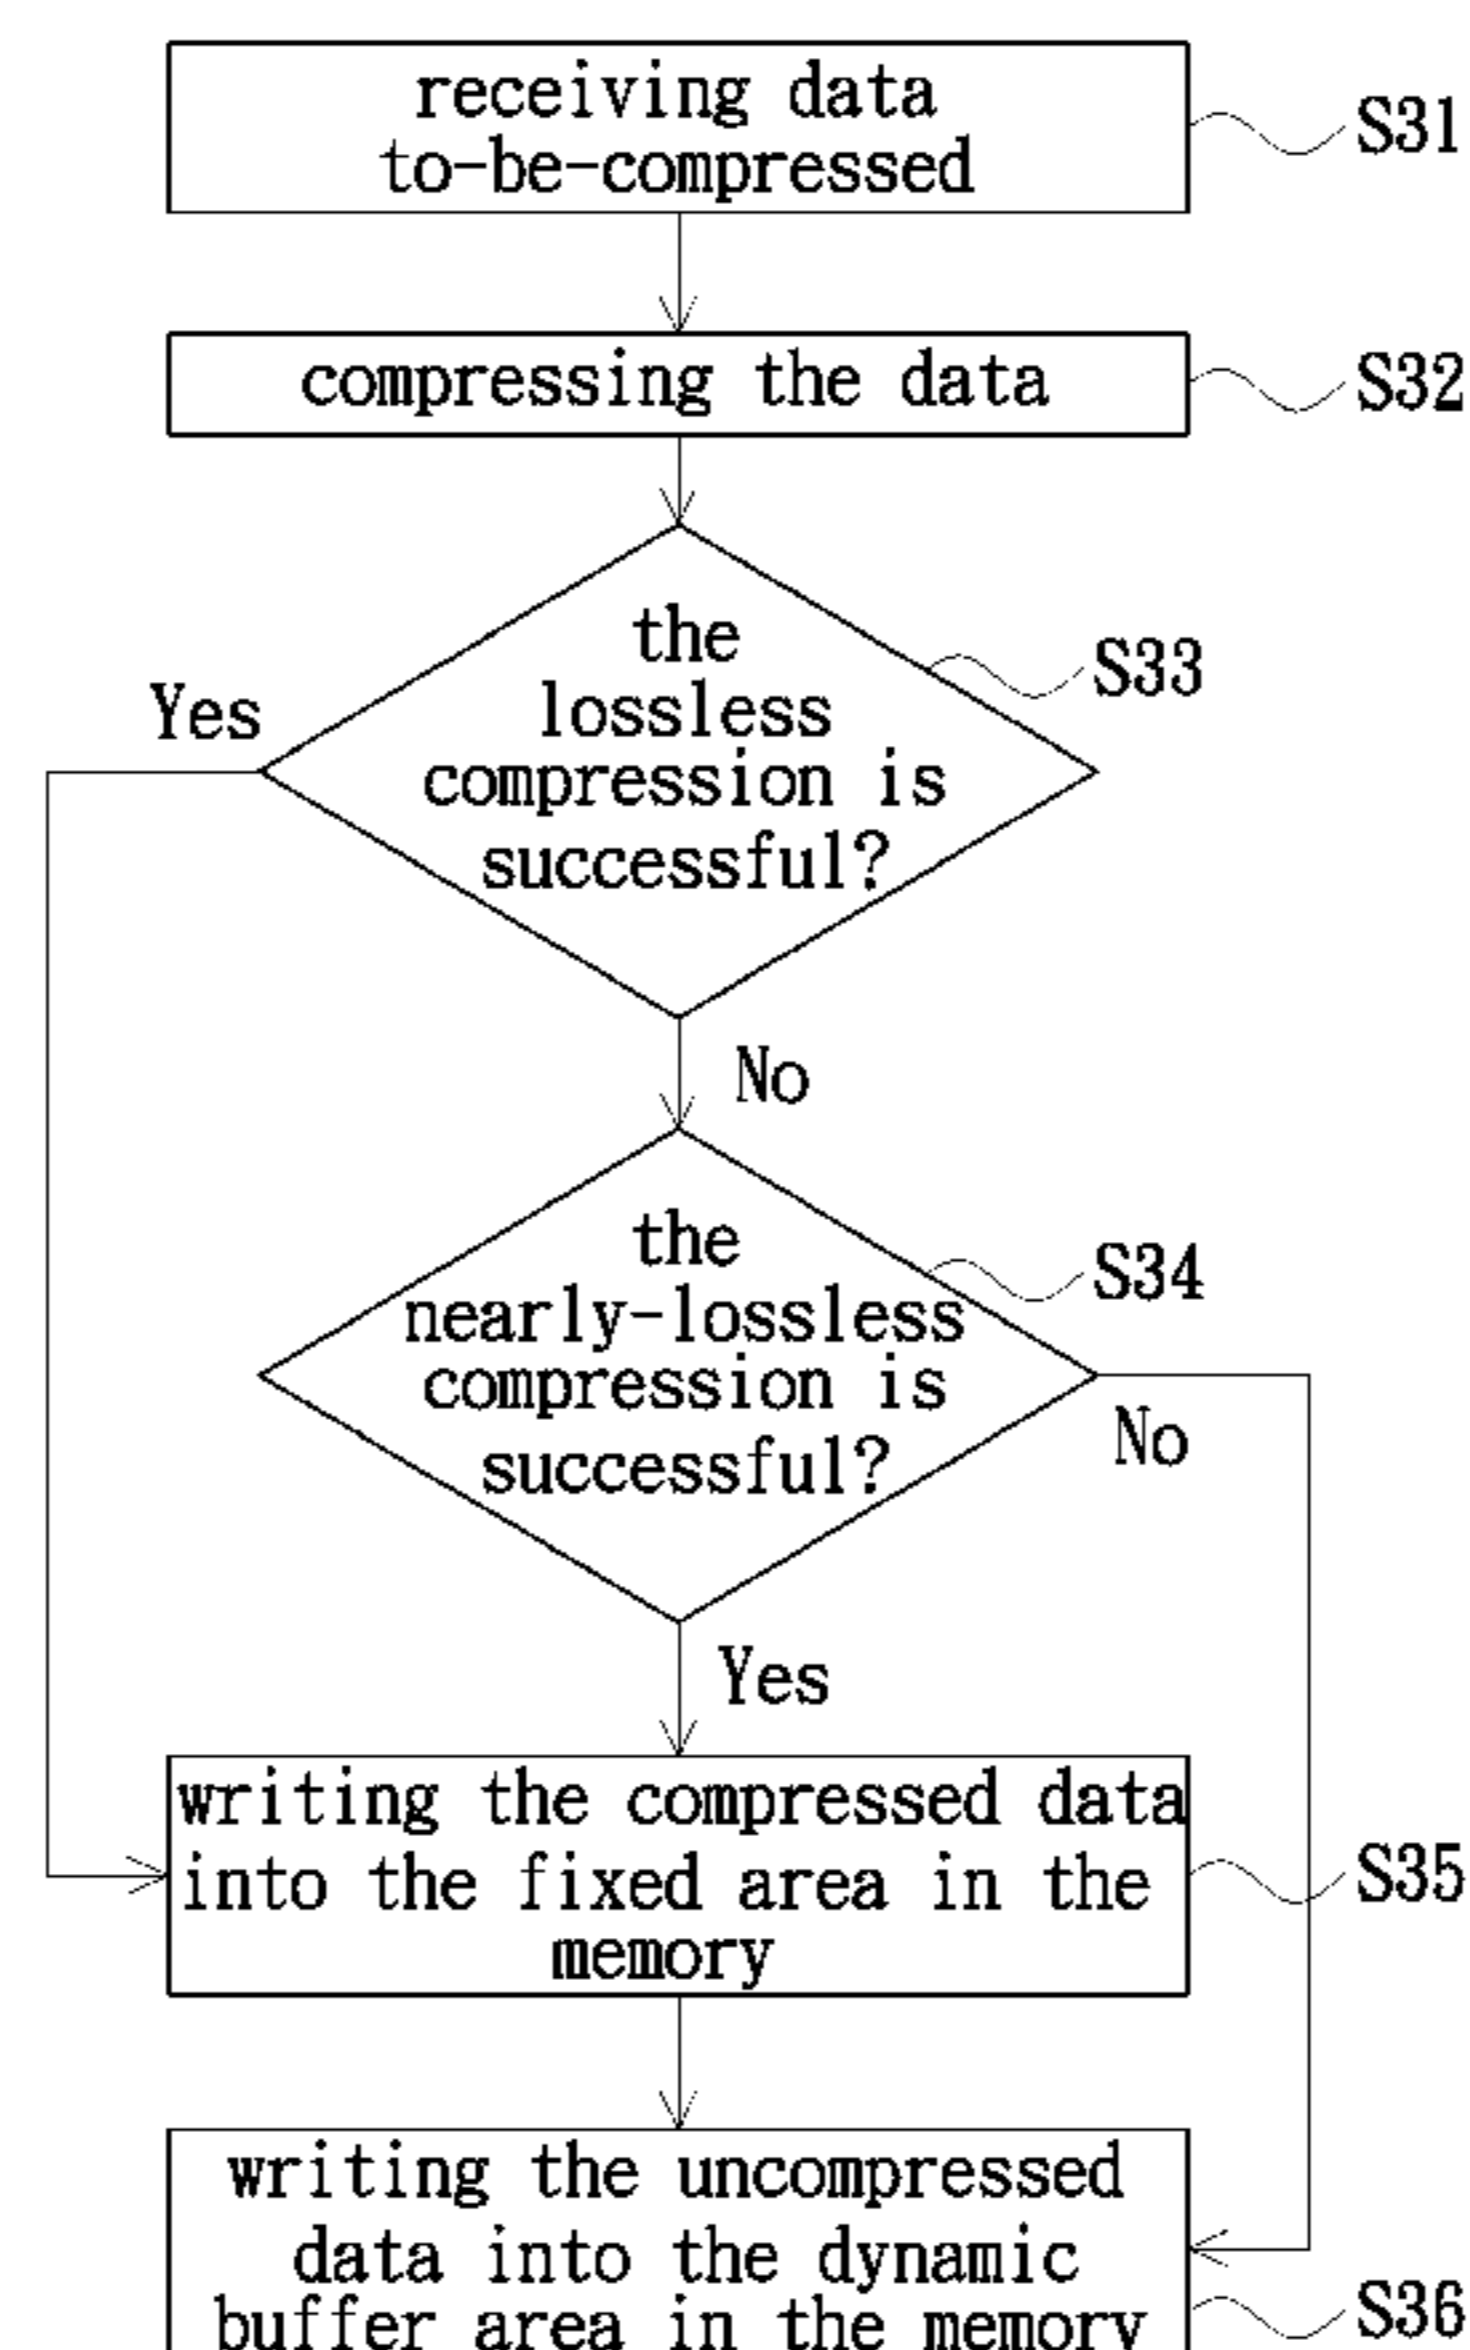 receiving data
to-be-compressed
S31
compressing the data
S32
the
lossless
compression is
successful?
S33
Yes
No
the
nearly-lossless
compression is
successful?
S34
No
Yes
writing the compressed data
into the fixed area in the
memory
S35
writing the uncompressed
data into the dynamic
buffer area in the memory
S36